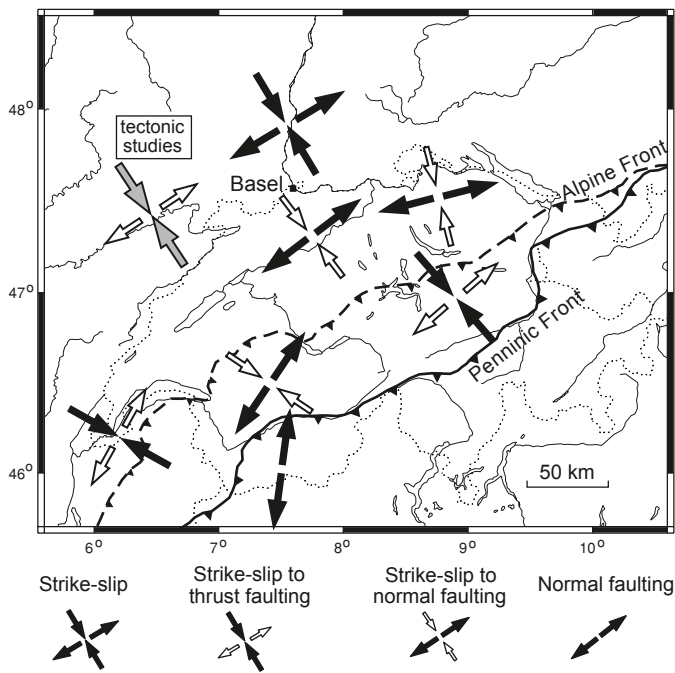 48°
tectonic
studies
Basel
Alpine Front
47°
Penninic Front
46°
50 km
6° 7° 8° 9° 10°
Strike-slip
Strike-slip to
thrust faulting
Strike-slip to
normal faulting
Normal faulting